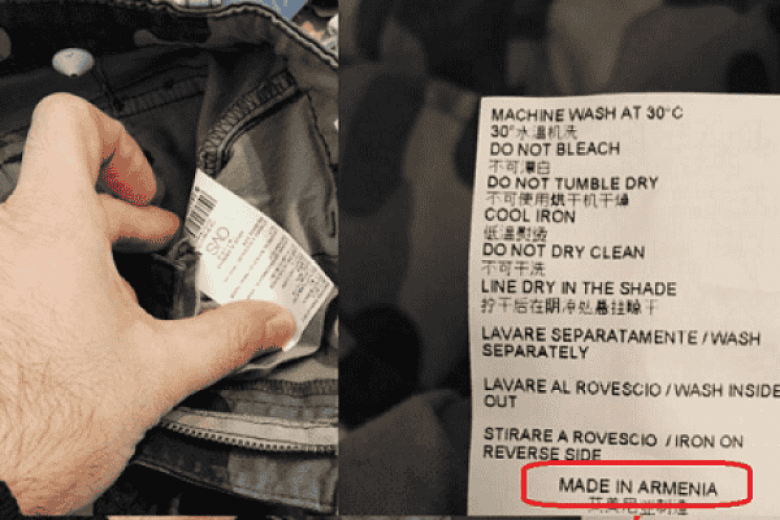 OVS
MACHINE WASH AT 30°C
30°水温机洗
DO NOT BLEACH
不可漂白
DO NOT TUMBLE DRY
不可使用烘干机干燥
COOL IRON
低温熨烫
DO NOT DRY CLEAN
不可干洗
LINE DRY IN THE SHADE
拧干后在阴凉处悬挂晾干
LAVARE SEPARATAMENTE / WASH
SEPARATELY
LAVARE AL ROVESCIO / WASH INSIDE
OUT
STIRARE A ROVESCIO / IRON ON
REVERSE SIDE
MADE IN ARMENIA
制造